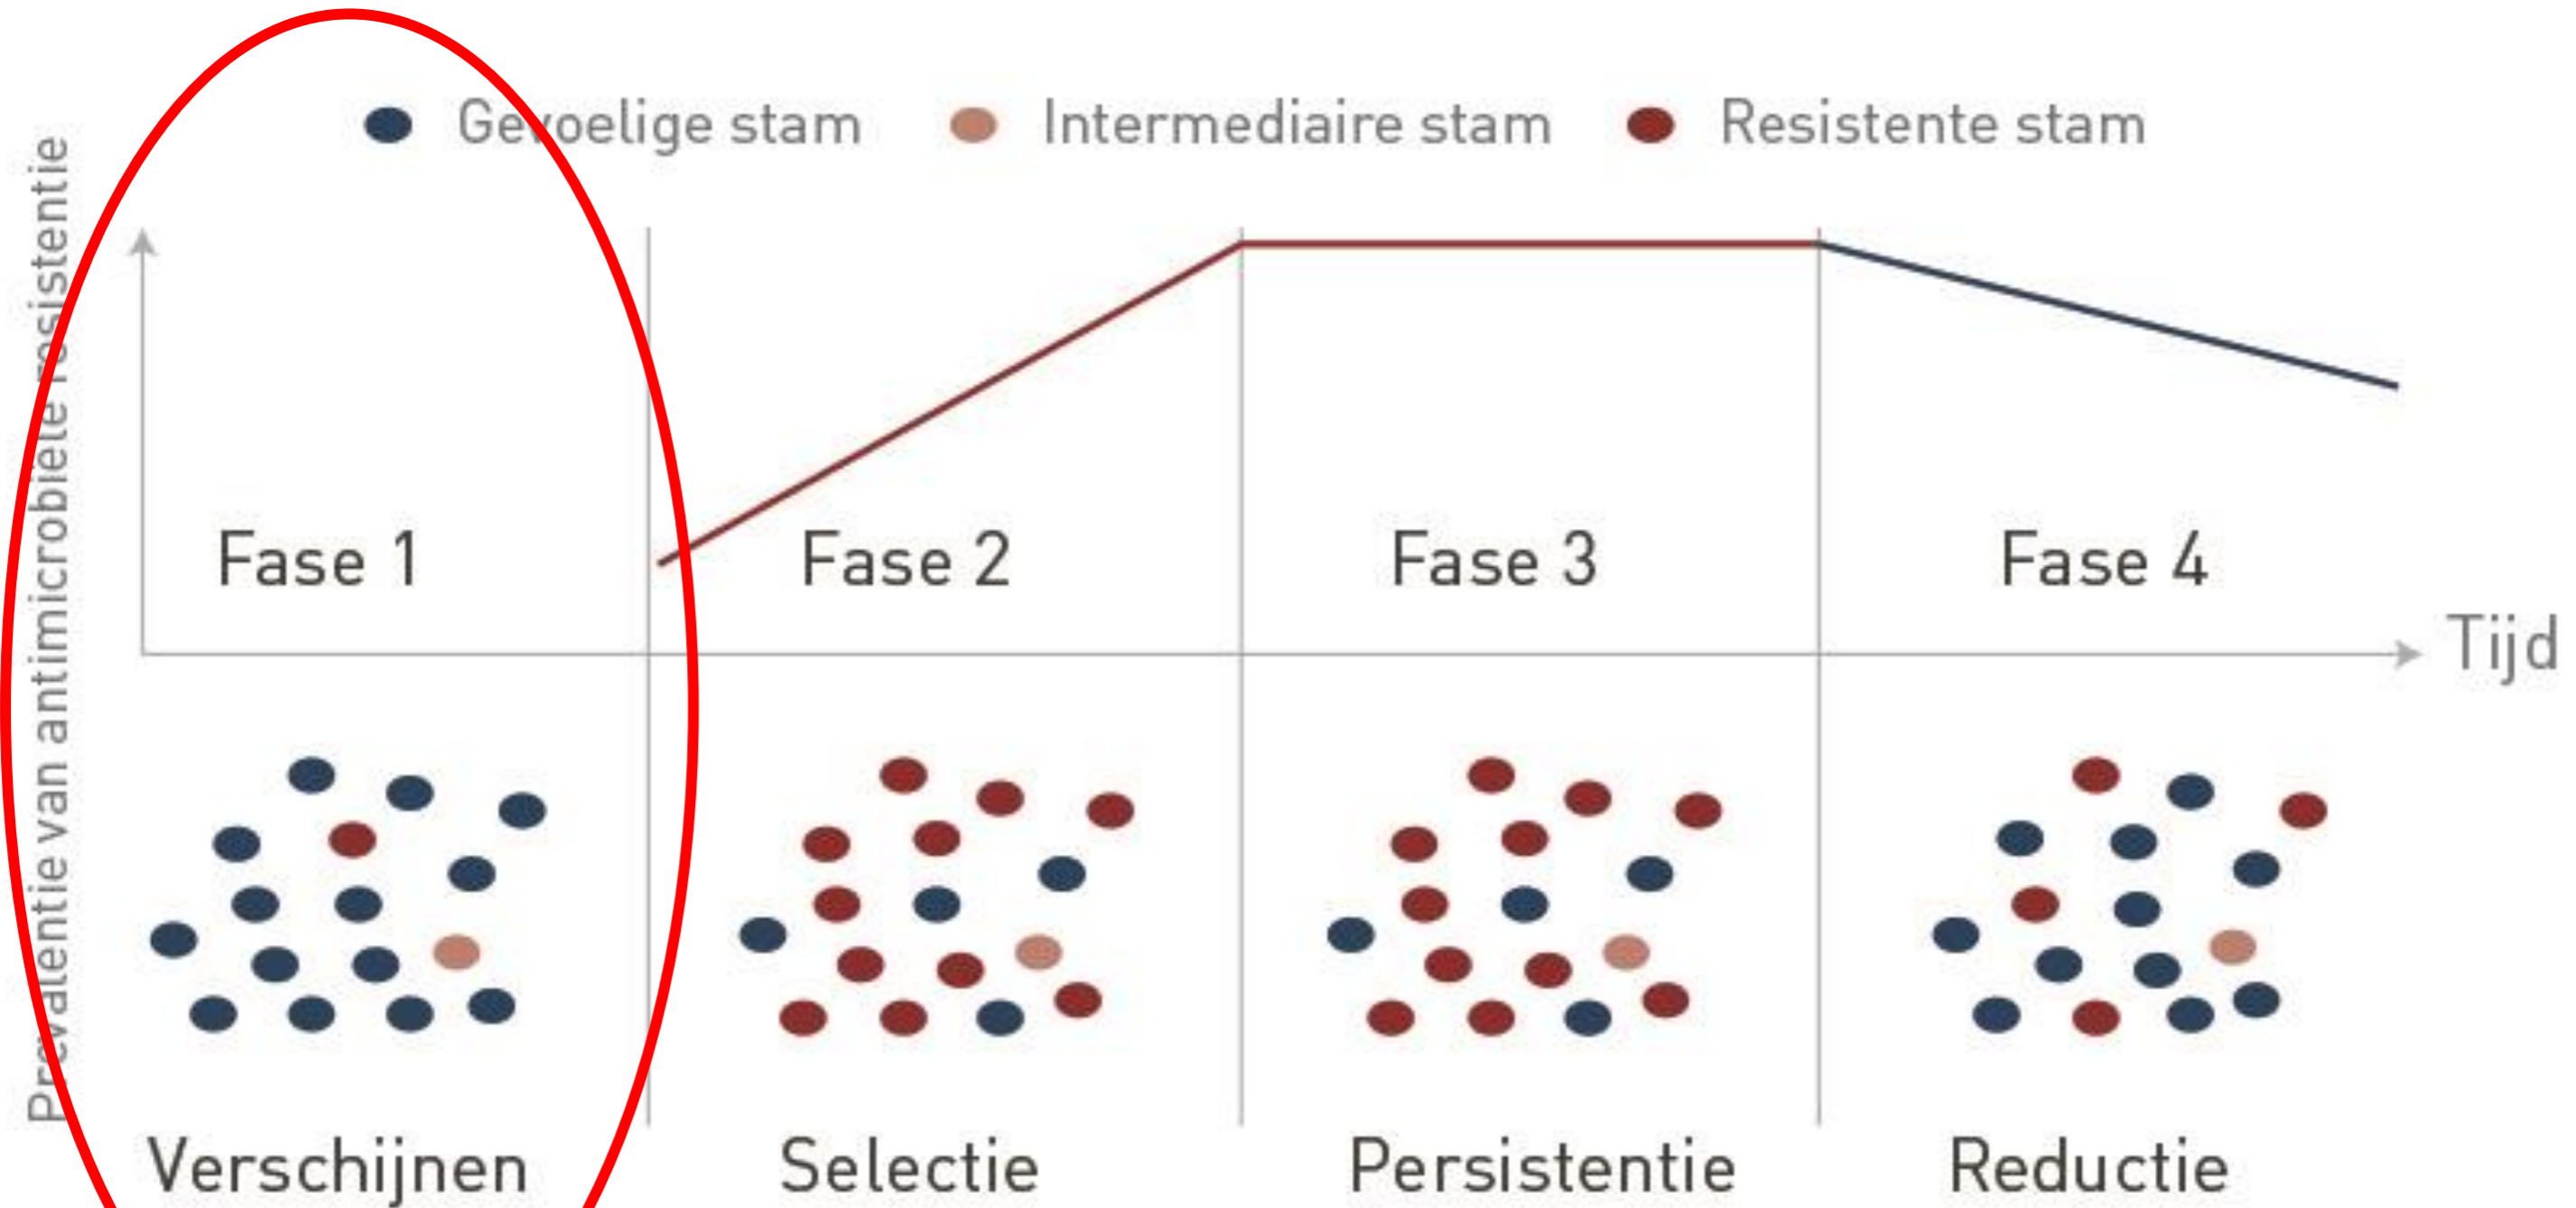 Gevoelige stam
Intermediaire stam
Resistente stam
Prevalentie van antimicrobiële resistentie
Fase 1
Fase 2
Fase 3
Fase 4
Tijd
Verschijnen
Selectie
Persistentie
Reductie